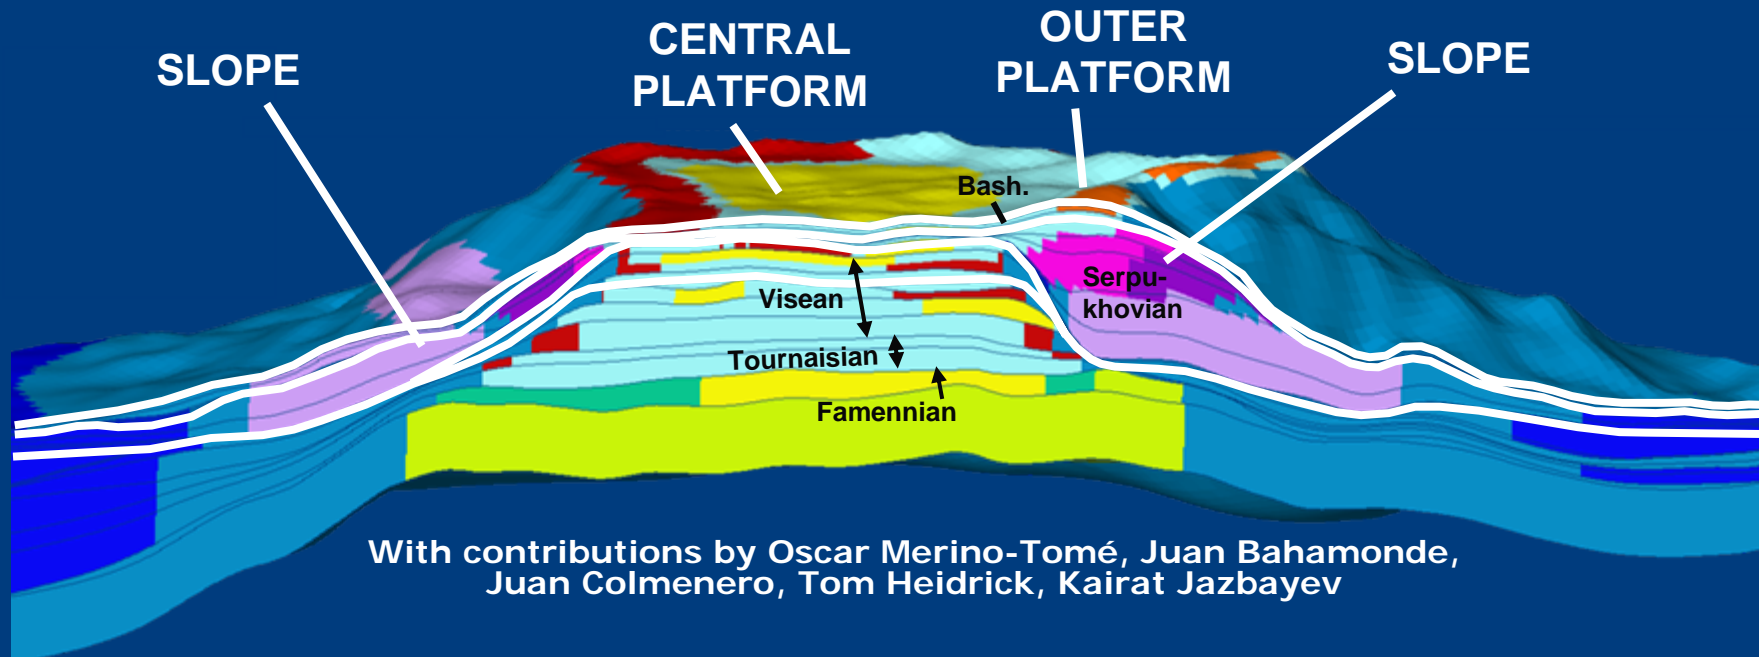 SLOPE
CENTRAL
PLATFORM
OUTER
PLATFORM
SLOPE
Bash.
Serpu-
khovian
Visean
Tournaisian
Famennian
With contributions by Oscar Merino-Tomé, Juan Bahamonde,
Juan Colmenero, Tom Heidrick, Kairat Jazbayev